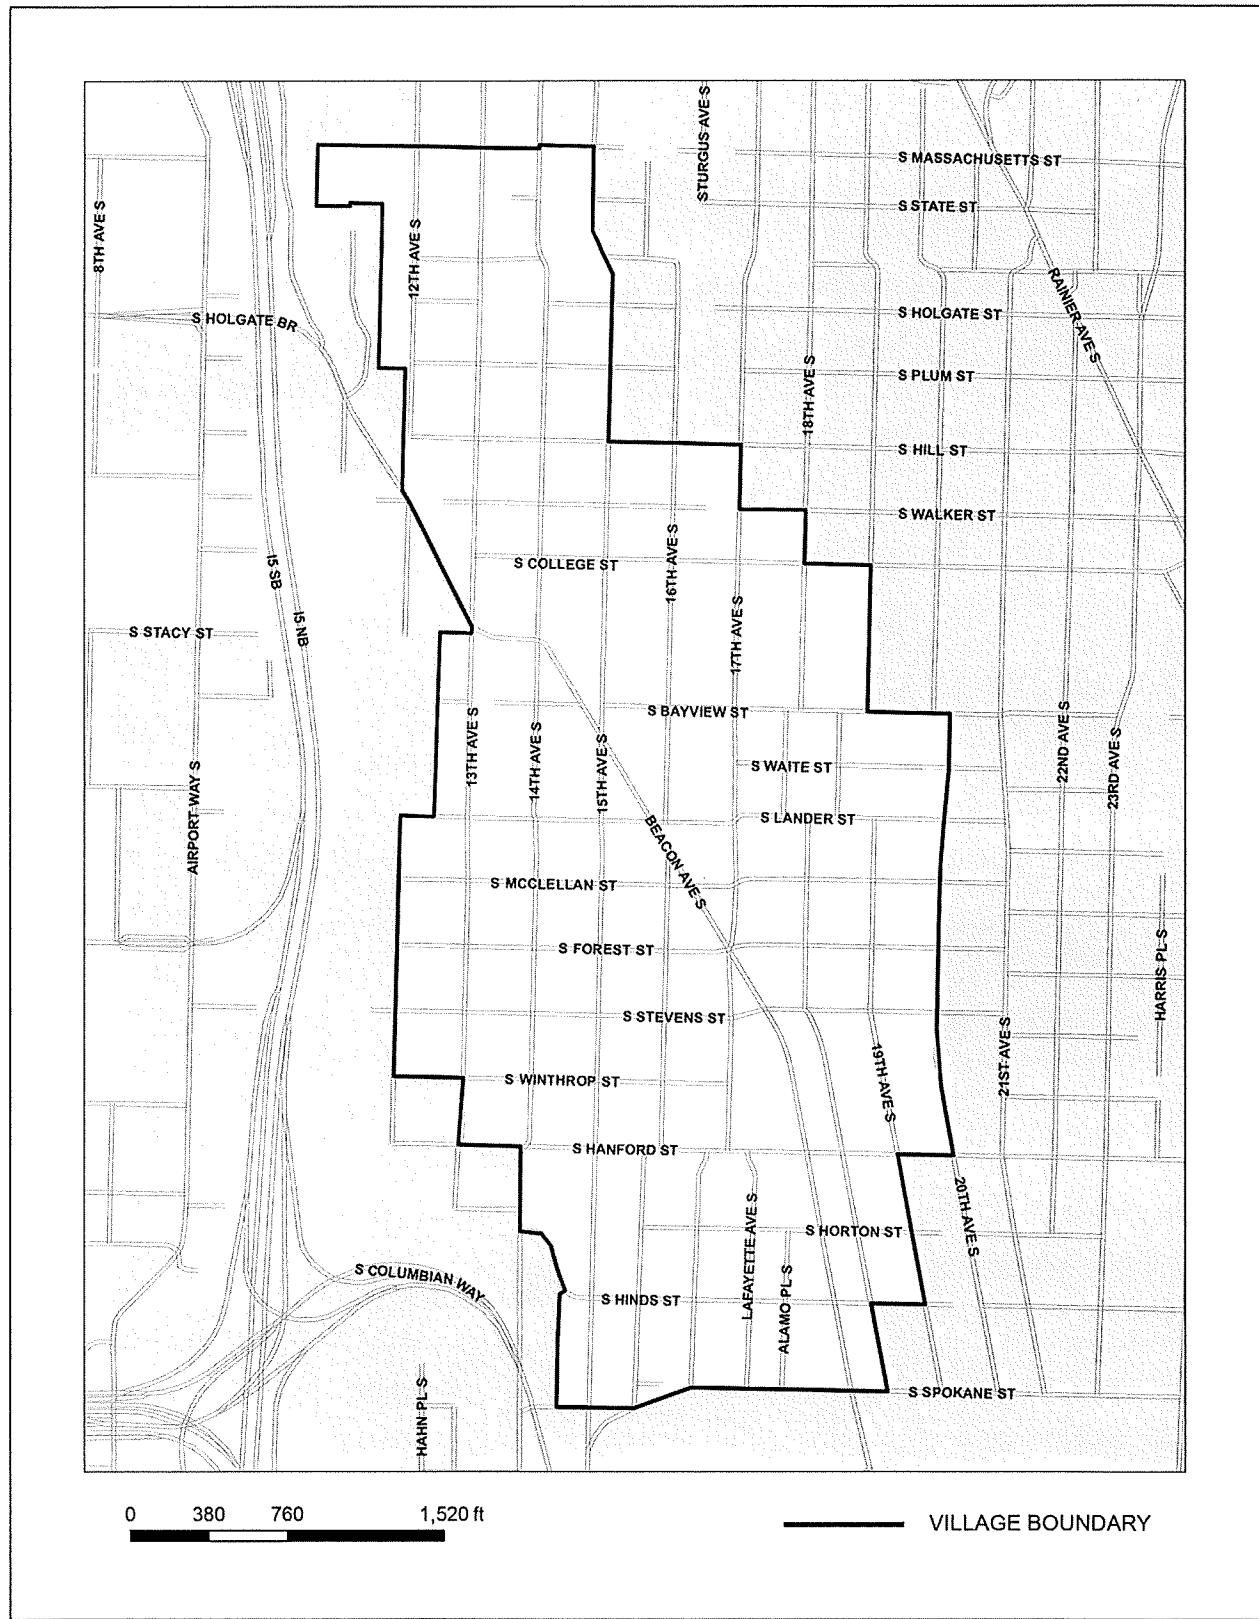 STURGUS AVE S
S MASSACHUSETTS ST
S STATE ST
8TH AVE S
12TH AVE S
S HOLGATE BR
S HOLGATE ST
RAINIER AVE S
S PLUM ST
18TH AVE S
S HILL ST
S WALKER ST
16TH AVE S
S COLLEGE ST
I5 SB
I5 NB
17TH AVE S
S STACY ST
S BAYVIEW ST
13TH AVE S
14TH AVE S
15TH AVE S
22ND AVE S
23RD AVE S
S WAITE ST
AIRPORT WAY S
S LANDER ST
BEACON AVE S
S MCCLELLAN ST
S FOREST ST
HARRIS PL S
S STEVENS ST
21ST AVE S
19TH AVE S
S WINTHROP ST
S HANFORD ST
20TH AVE S
LAFAYETTE AVE S
S HORTON ST
S COLUMBIAN WAY
S HINDS ST
ALAMO PL S
S SPOKANE ST
HAHN PL S
0 380 760 1,520 ft
VILLAGE BOUNDARY